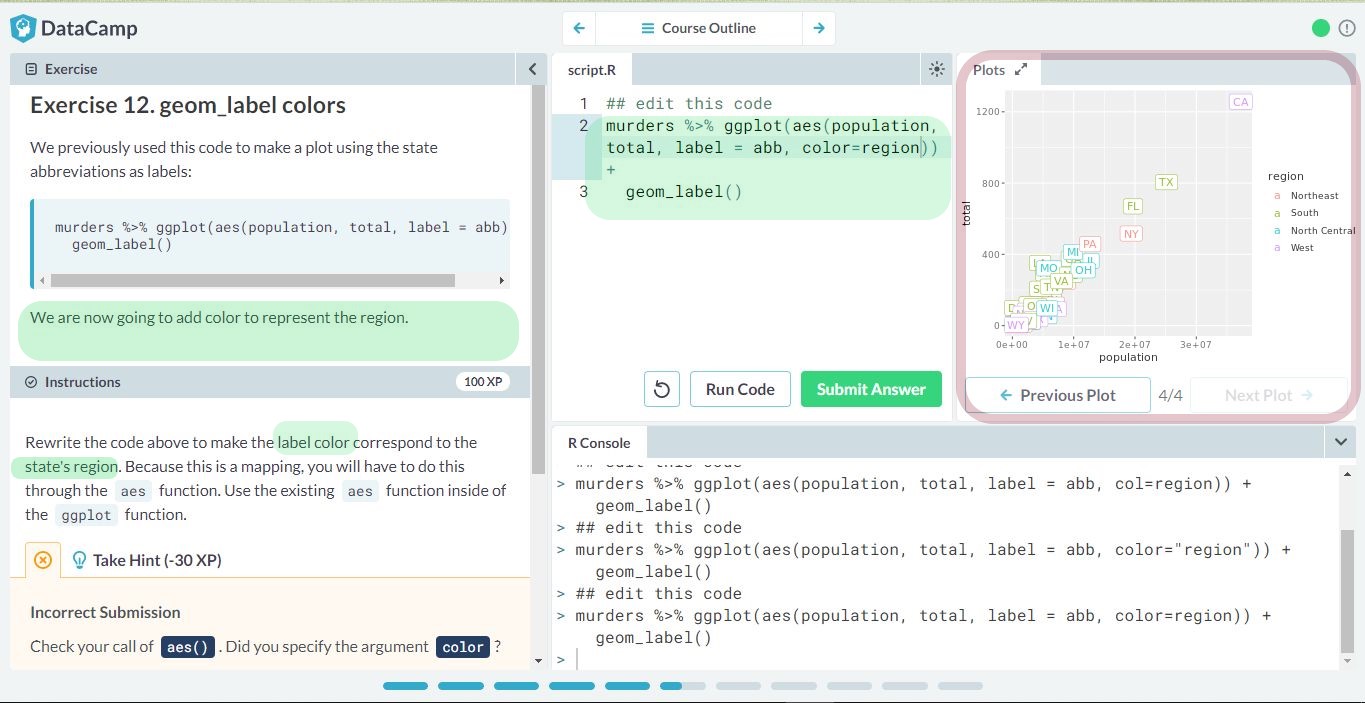 DataCamp
Course Outline
Exercise
Exercise 12. geom_label colors
We previously used this code to make a plot using the state
abbreviations as labels:
murders %>% ggplot(aes(population, total, label = abb)
geom_label()
We are now going to add color to represent the region.
Instructions
100 XP
Rewrite the code above to make the label color correspond to the
state's region. Because this is a mapping, you will have to do this
through the aes function. Use the existing aes function inside of
the ggplot function.
Take Hint (-30 XP)
Incorrect Submission
Check your call of aes() . Did you specify the argument color ?
script.R
1 ## edit this code
2 murders %>% ggplot(aes(population,
total, label = abb, color=region))
+
3 geom_label()
Run Code
Submit Answer
Plots
total
1200
800
400
0
CA
TX
FL
NY
PA
MI
MO
OH
VA
WI
WY
0e+00 1e+07 2e+07 3e+07
population
region
a Northeast
a South
a North Central
a West
Previous Plot
4/4
Next Plot
R Console
## edit this code
> murders %>% ggplot(aes(population, total, label = abb, col=region)) +
geom_label()
> ## edit this code
> murders %>% ggplot(aes(population, total, label = abb, color="region")) +
geom_label()
> ## edit this code
> murders %>% ggplot(aes(population, total, label = abb, color=region)) +
geom_label()
>